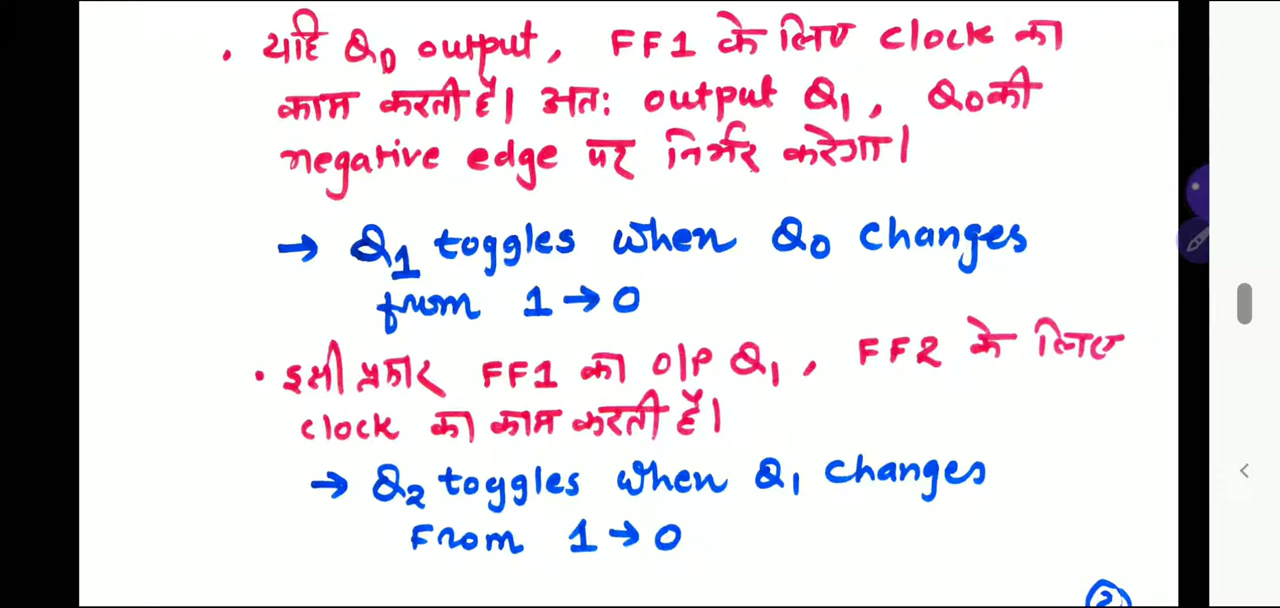 • यदि Q0 output, FF1 के लिए clock का
काम करती है। अतः output Q1, Q0 की
negative edge पर निर्भर करेगा।
→ Q1 toggles when Q0 changes
from 1→0
• इसी प्रकार FF1 का O/P Q1, FF2 के लिए
clock का काम करती है।
→ Q2 toggles when Q1 changes
From 1→0